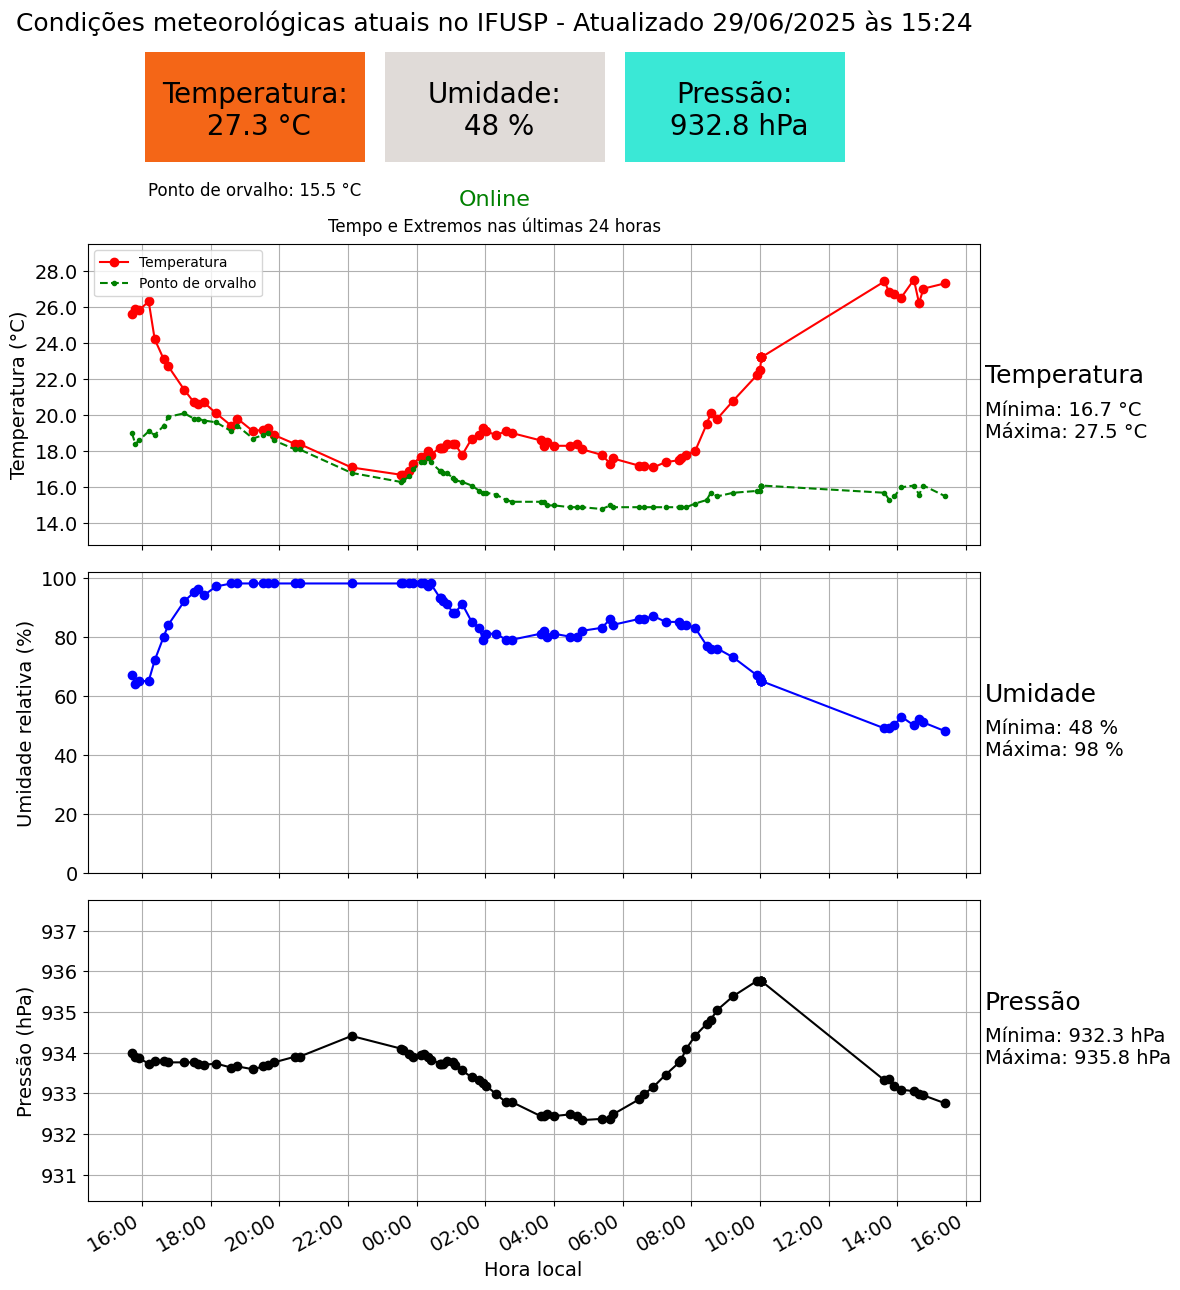 Condições meteorológicas atuais no IFUSP - Atualizado 29/06/2025 às 15:24
Temperatura:
27.3 °C
Umidade:
48 %
Pressão:
932.8 hPa
Ponto de orvalho: 15.5 °C
Online
Tempo e Extremos nas últimas 24 horas
Temperatura (°C)
28.0
26.0
24.0
22.0
20.0
18.0
16.0
14.0
Temperatura
Ponto de orvalho
Temperatura
Mínima: 16.7 °C
Máxima: 27.5 °C
Umidade relativa (%)
100
80
60
40
20
0
Umidade
Mínima: 48 %
Máxima: 98 %
Pressão (hPa)
937
936
935
934
933
932
931
Pressão
Mínima: 932.3 hPa
Máxima: 935.8 hPa
16:00 18:00 20:00 22:00 00:00 02:00 04:00 06:00 08:00 10:00 12:00 14:00 16:00
Hora local